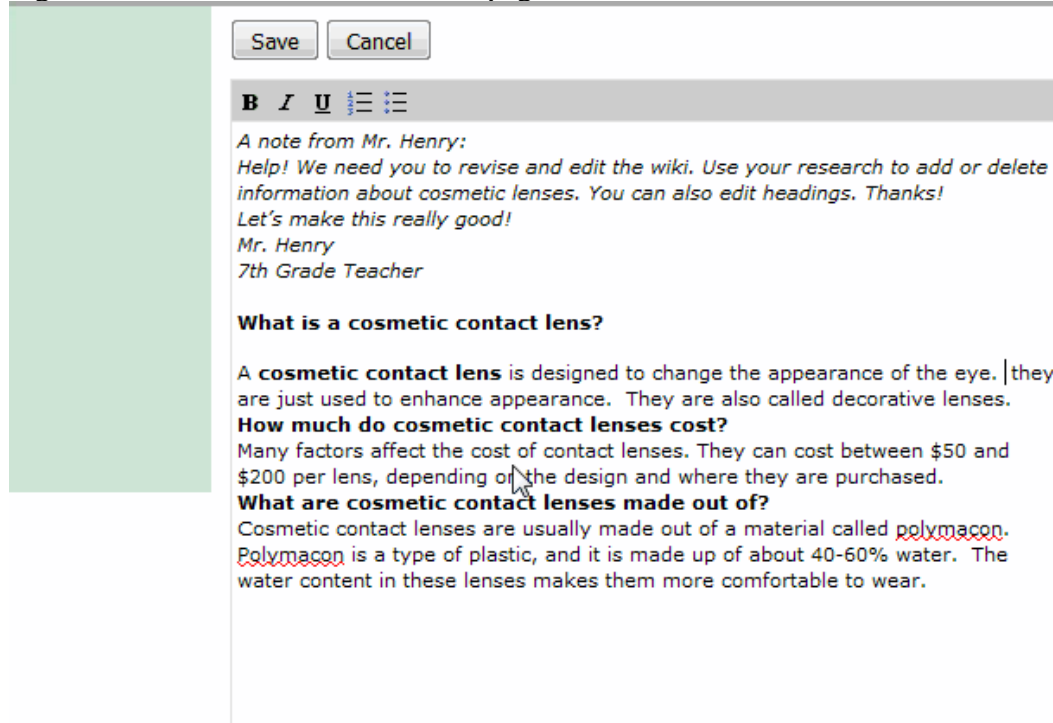 Save Cancel
B I U
A note from Mr. Henry:
Help! We need you to revise and edit the wiki. Use your research to add or delete
information about cosmetic lenses. You can also edit headings. Thanks!
Let’s make this really good!
Mr. Henry
7th Grade Teacher
What is a cosmetic contact lens?
A cosmetic contact lens is designed to change the appearance of the eye. they
are just used to enhance appearance. They are also called decorative lenses.
How much do cosmetic contact lenses cost?
Many factors affect the cost of contact lenses. They can cost between $50 and
$200 per lens, depending on the design and where they are purchased.
What are cosmetic contact lenses made out of?
Cosmetic contact lenses are usually made out of a material called polymacon.
Polymacon is a type of plastic, and it is made up of about 40-60% water. The
water content in these lenses makes them more comfortable to wear.